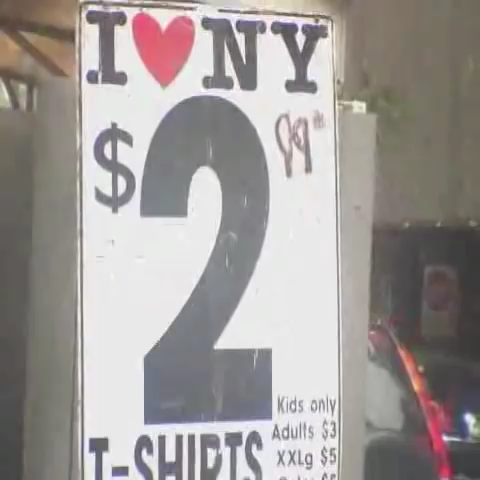 I ❤ NY
$2 99
T-SHIRTS
Kids only
Adults $3
XXLg $5